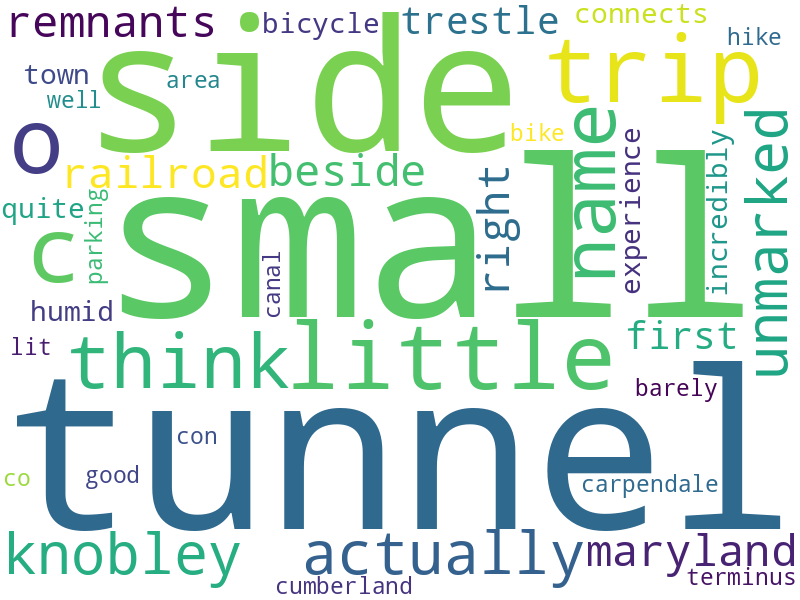 remnants
bicycle
trestle
connects
hike
town
area
well
side
trip
bike
o
railroad
beside
name
unmarked
quite
parking
c
small
right
experience
incredibly
canal
humid
lit
think
little
first
barely
tunnel
con
co
good
carpendale
knobley
actually
maryland
cumberland
terminus